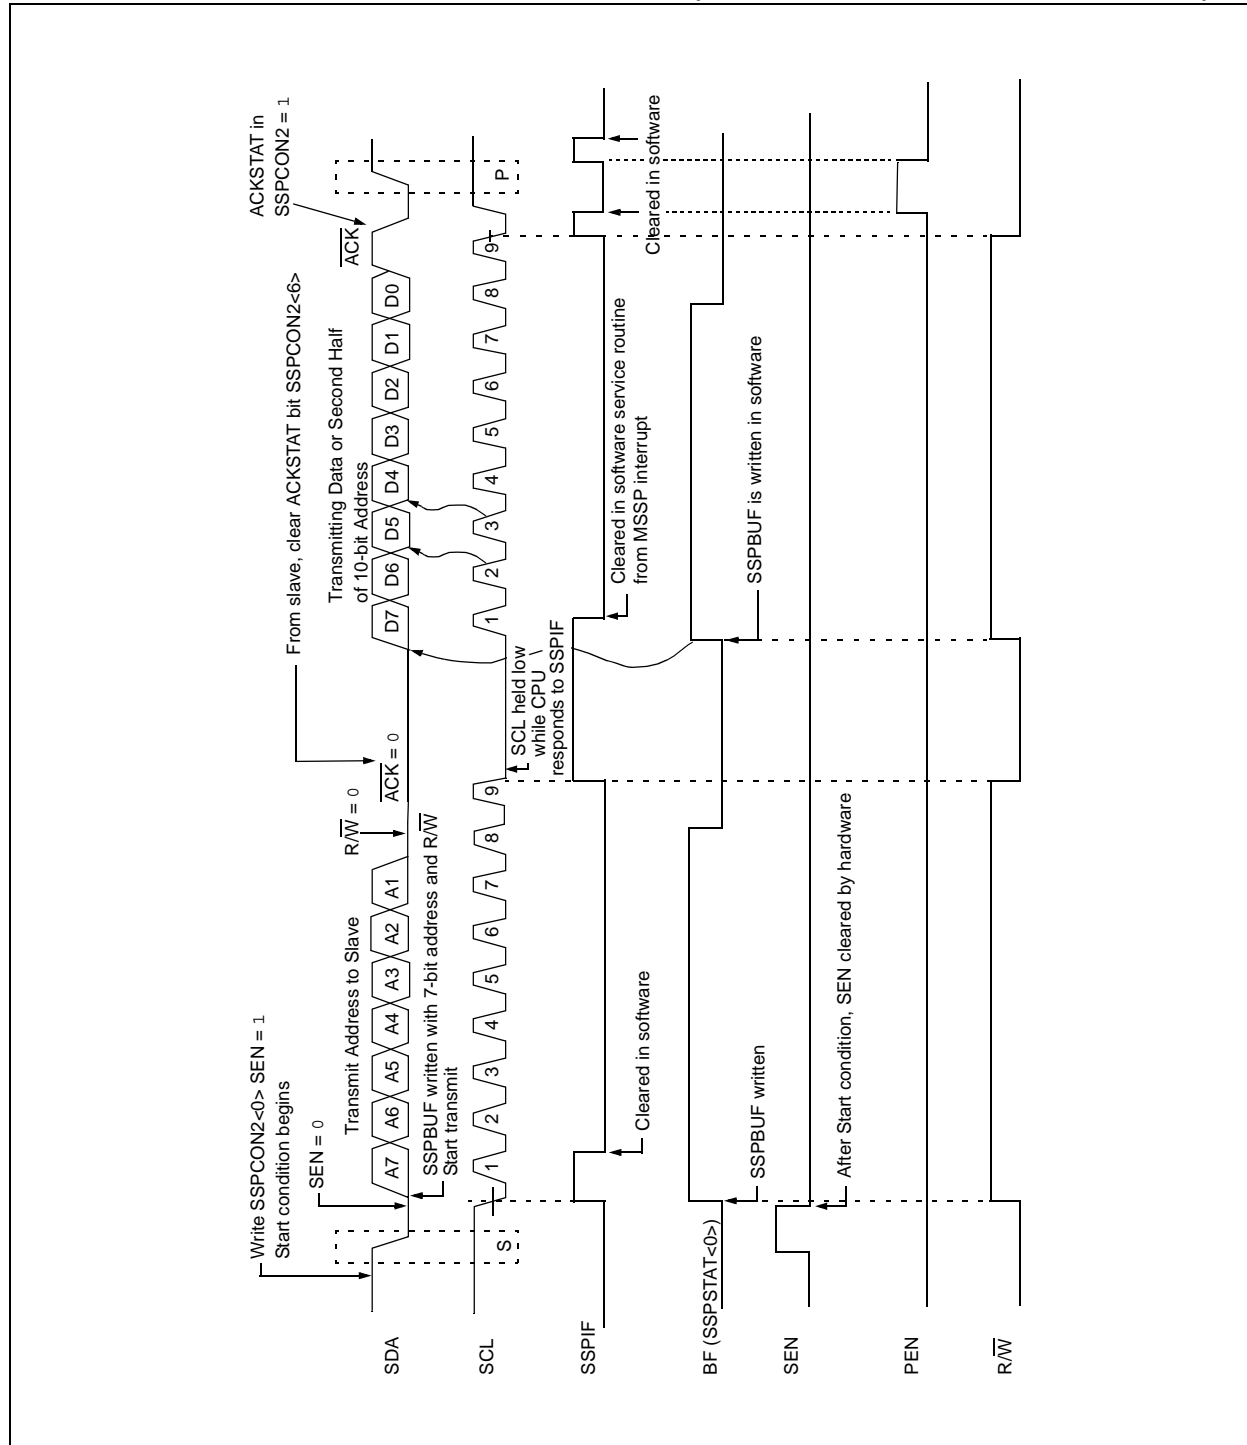 Write SSPCON2<0> SEN = 1
Start condition begins
From slave, clear ACKSTAT bit SSPCON2<6>
ACKSTAT in
SSPCON2 = 1
SEN = 0
Transmit Address to Slave
R/W = 0
ACK = 0
Transmitting Data or Second Half
of 10-bit Address
ACK
SDA
A7 A6 A5 A4 A3 A2 A1
D7 D6 D5 D4 D3 D2 D1 D0
SSPBUF written with 7-bit address and R/W
Start transmit
SCL
S
1 2 3 4 5 6 7 8 9
1 2 3 4 5 6 7 8 9
P
SCL held low
while CPU
responds to SSPIF
SSPIF
Cleared in software
Cleared in software service routine
from MSSP interrupt
Cleared in software
BF (SSPSTAT<0>)
SSPBUF written
SSPBUF is written in software
SEN
After Start condition, SEN cleared by hardware
PEN
R/W